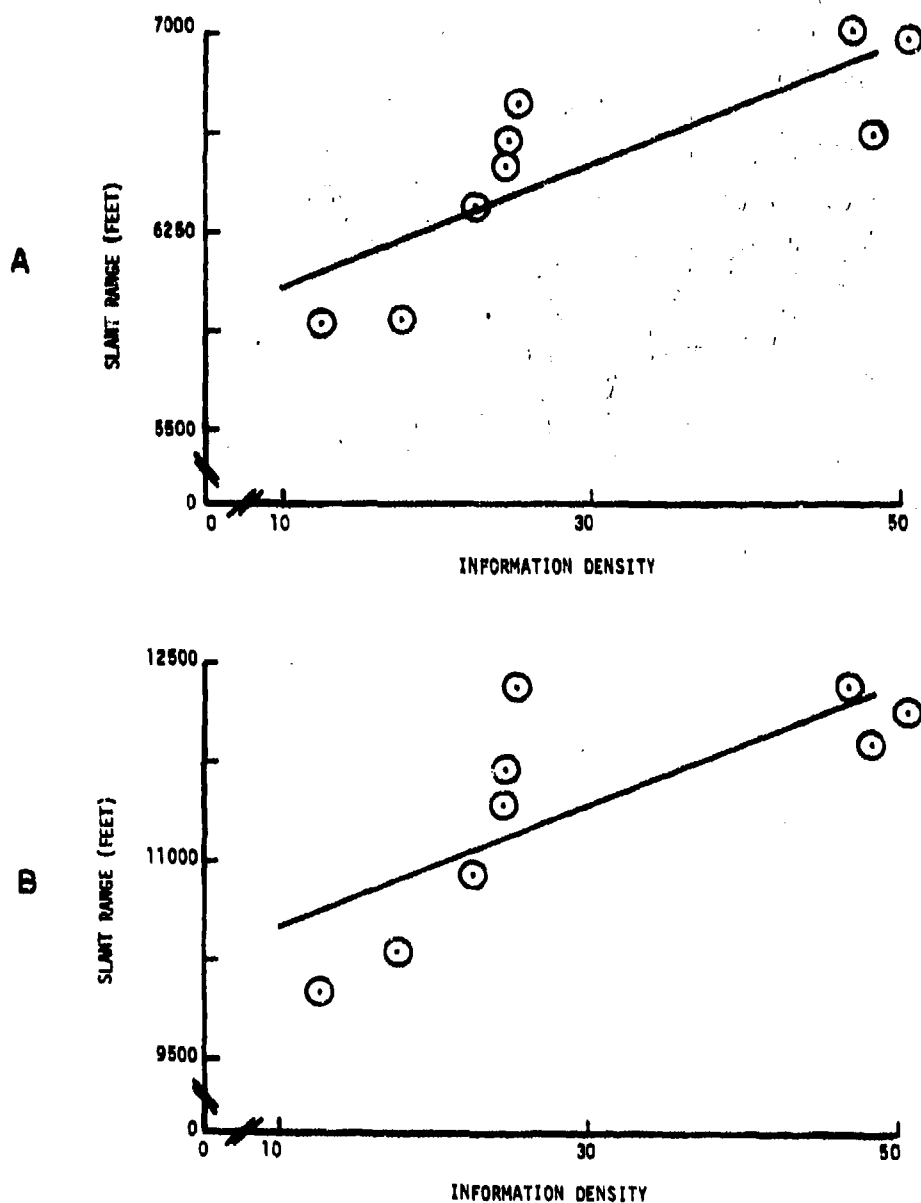 7000
A
SLANT RANGE (FEET)
6250
5500
0
0 10 30 50
INFORMATION DENSITY
12500
B
SLANT RANGE (FEET)
11000
9500
0
0 10 30 50
INFORMATION DENSITY